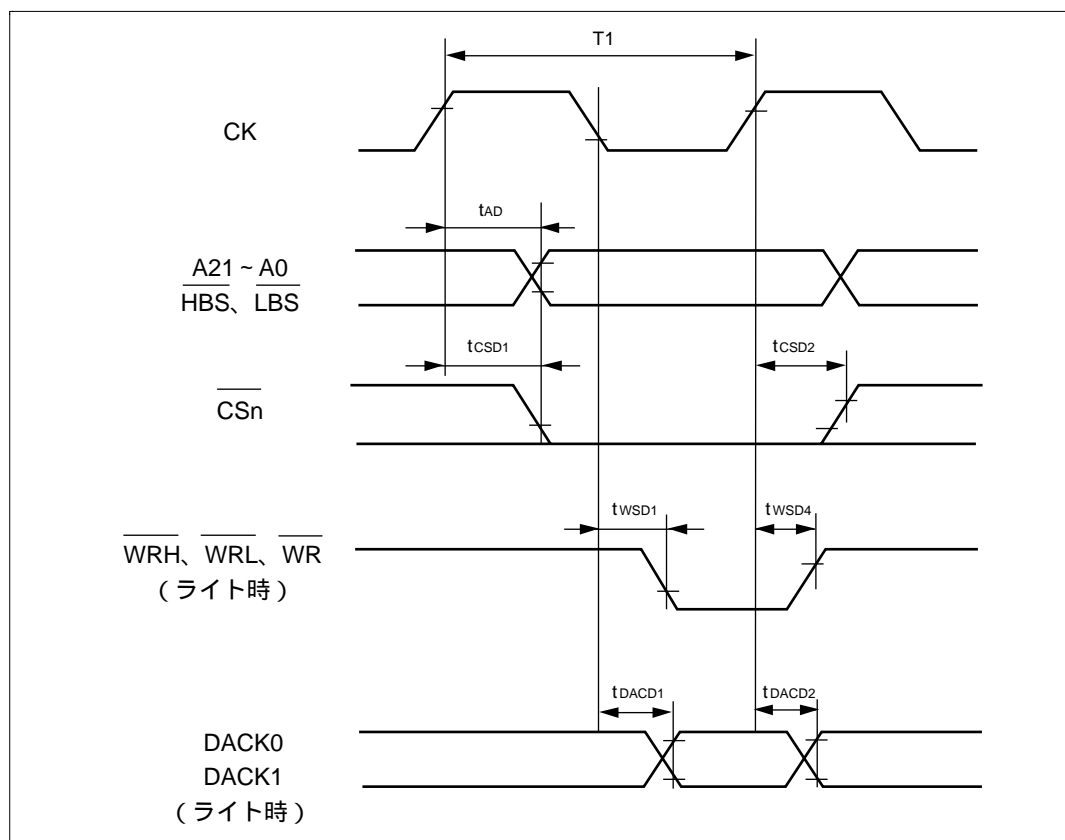 T1
CK
tAD
A21 ~ A0
HBS、LBS
tCSD1
tCSD2
CSn
tWSD1
tWSD4
WRH、WRL、WR
(ライト時)
tDACD1
tDACD2
DACK0
DACK1
(ライト時)